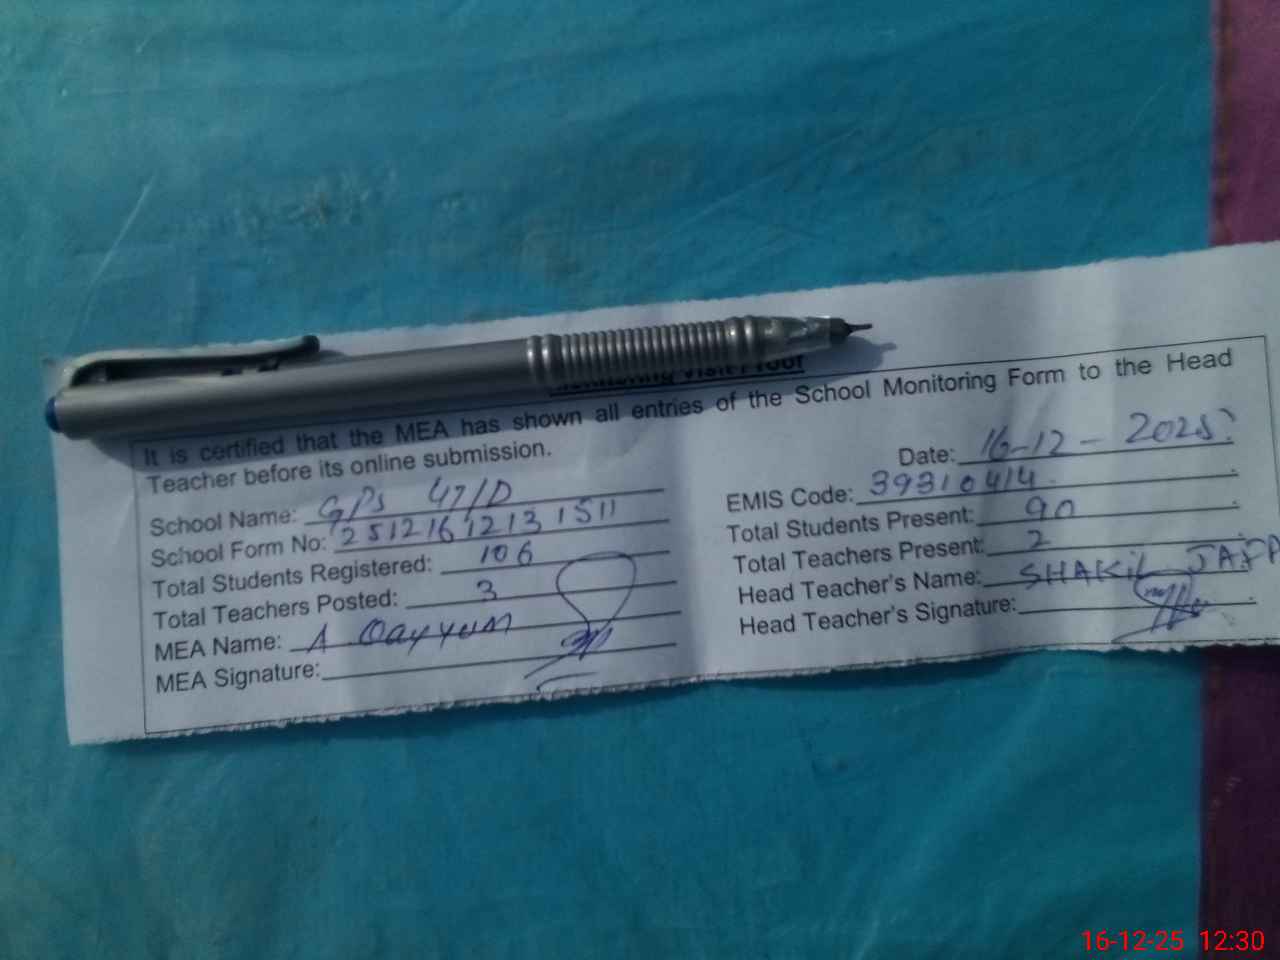 Monitoring Visit Proof
It is certified that the MEA has shown all entries of the School Monitoring Form to the Head
Teacher before its online submission.
Date: 16-12-2025
School Name: GPS 47/D
EMIS Code: 39310414
School Form No: 25121612131511
Total Students Present: 90
Total Students Registered: 106
Total Teachers Present: 2
Total Teachers Posted: 3
Head Teacher's Name: SHAKIL
MEA Name: A Qayyum
Head Teacher's Signature:
MEA Signature:
16-12-25 12:30